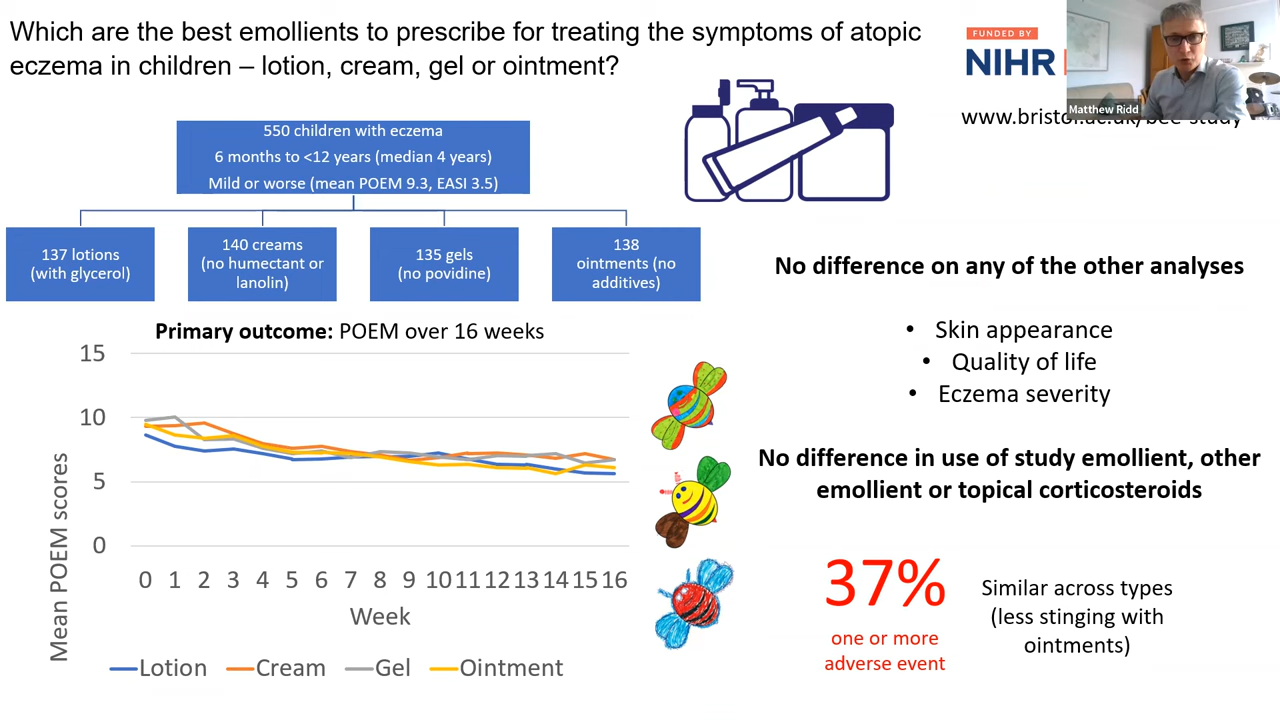 Which are the best emollients to prescribe for treating the symptoms of atopic
eczema in children – lotion, cream, gel or ointment?
FUNDED BY
NIHR
Matthew Ridd
www.bristol.ac.uk/bee-study
550 children with eczema
6 months to <12 years (median 4 years)
Mild or worse (mean POEM 9.3, EASI 3.5)
137 lotions
(with glycerol)
140 creams
(no humectant or
lanolin)
135 gels
(no povidine)
138
ointments (no
additives)
Primary outcome: POEM over 16 weeks
15
10
5
0
Mean POEM scores
0 1 2 3 4 5 6 7 8 9 10 11 12 13 14 15 16
Week
Lotion Cream Gel Ointment
No difference on any of the other analyses
• Skin appearance
• Quality of life
• Eczema severity
No difference in use of study emollient, other
emollient or topical corticosteroids
37%
one or more
adverse event
Similar across types
(less stinging with
ointments)